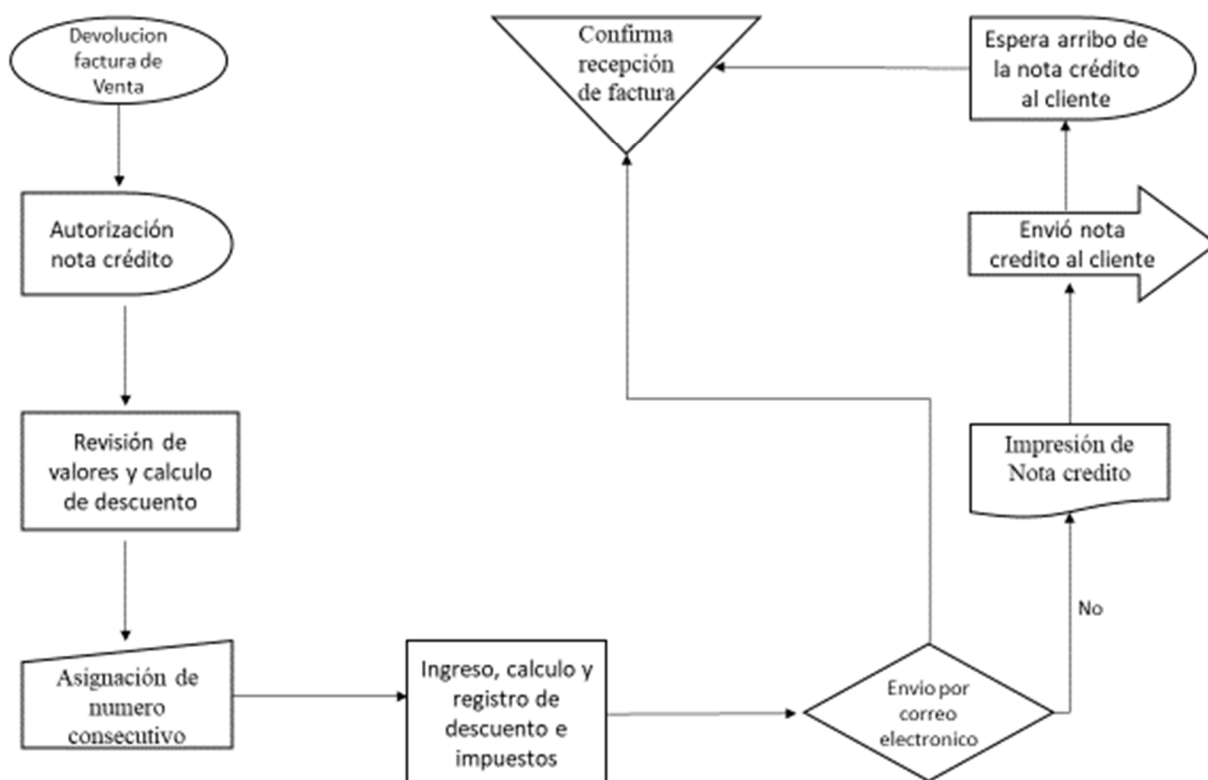 Devolucion
factura de
Venta
Autorización
nota crédito
Revisión de
valores y calculo
de descuento
Asignación de
numero
consecutivo
Ingreso, calculo y
registro de
descuento e
impuestos
Envio por
correo
electronico
No
Impresión de
Nota credito
Envió nota
credito al cliente
Espera arribo de
la nota crédito
al cliente
Confirma
recepción
de factura